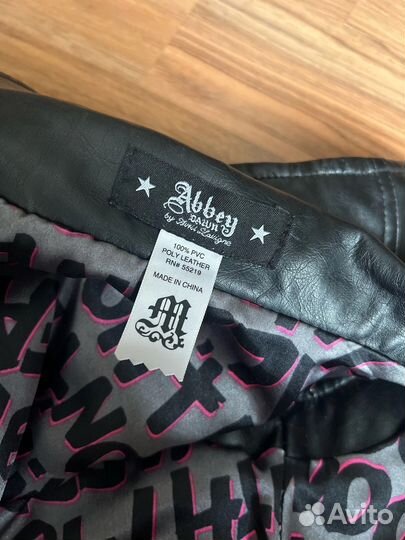 Abbey
DAWN
by Avril Lavigne
100% PVC
POLY LEATHER
RN# 55219
MADE IN CHINA
M
Avito